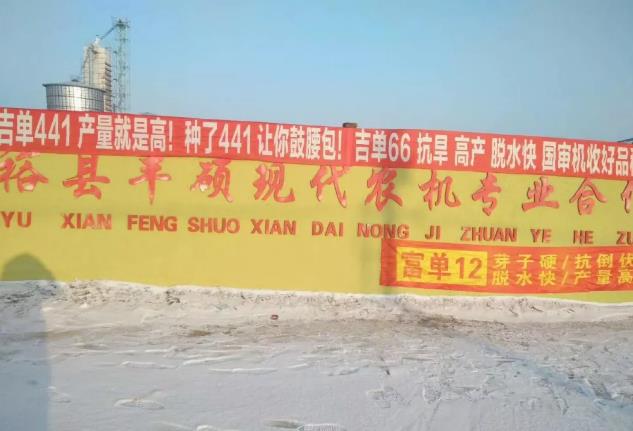 吉单441 产量就是高! 种了441 让你鼓腰包! 吉单66 抗旱 高产 脱水快 国审机收好品
裕县丰硕现代农机专业合
YU XIAN FENG SHUO XIAN DAI NONG JI ZHUAN YE HE ZU
富单12
芽子硬/抗倒伏
脱水快/产量高